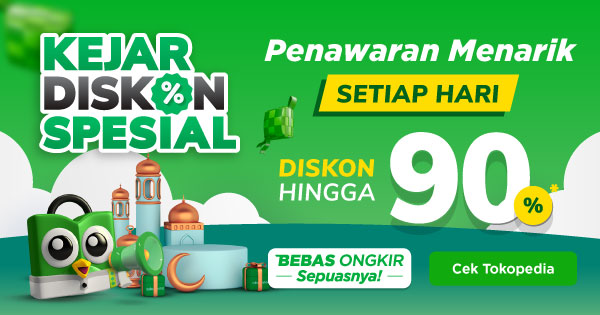 KEJAR
DISKON
SPESIAL
Penawaran Menarik
SETIAP HARI
DISKON
HINGGA
90%*
BEBAS ONGKIR
Sepuasnya!
Cek Tokopedia